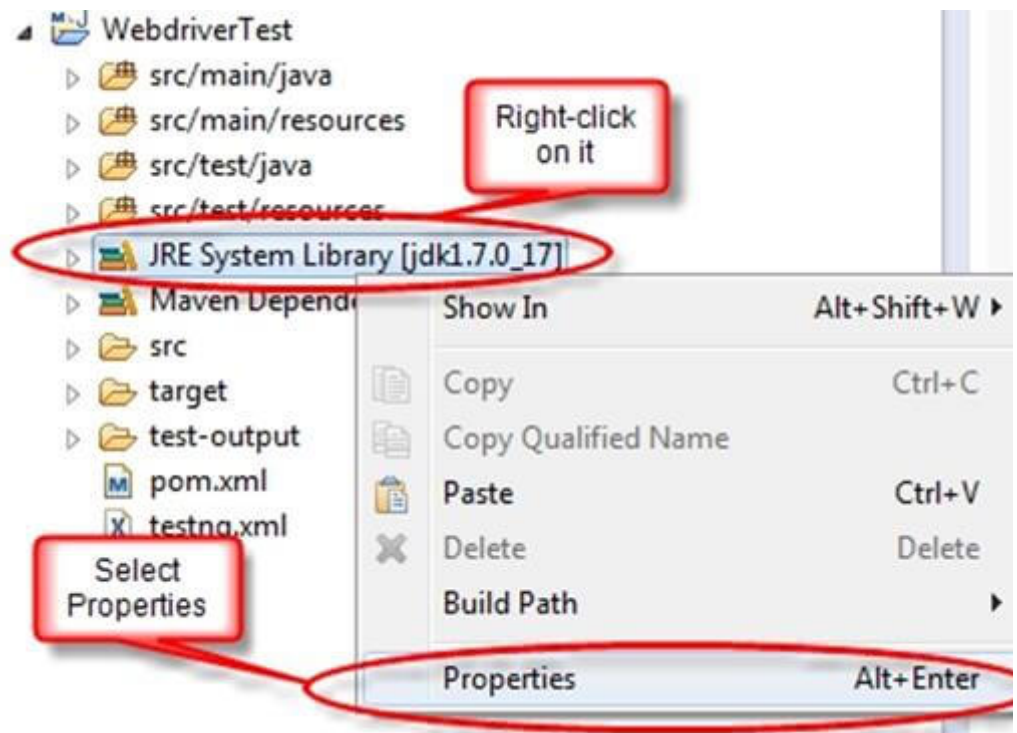 WebdriverTest
src/main/java
src/main/resources
src/test/java
src/test/resources
JRE System Library [jdk1.7.0_17]
Maven Depende
src
target
test-output
pom.xml
testng.xml
Right-click
on it
Show In Alt+Shift+W
Copy Ctrl+C
Copy Qualified Name
Paste Ctrl+V
Delete Delete
Build Path
Properties Alt+Enter
Select
Properties